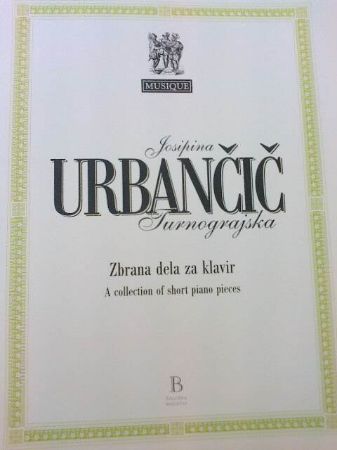 MUSIQUE
Josipina
URBANČIČ
Turnograjska
Zbrana dela za klavir
A collection of short piano pieces
B